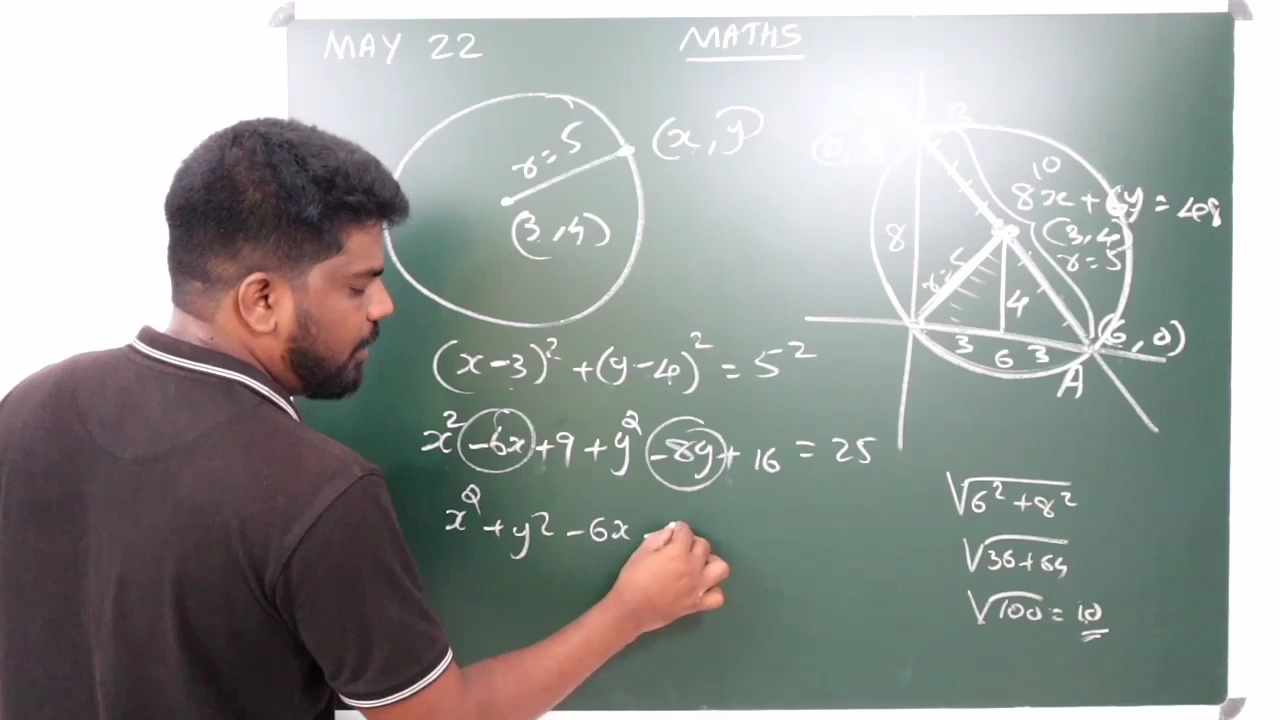 MAY 22
MATHS
r = 5
(x, y)
(3, 4)
(x-3)² + (y-4)² = 5²
x² -6x + 9 + y² -8y + 16 = 25
x² + y² - 6x -
B
10
8x + 6y = 48
(3, 4)
r = 5
8
r = 5
4
3
6
3
(6, 0)
A
√6² + 8²
√36 + 64
√100 = 10